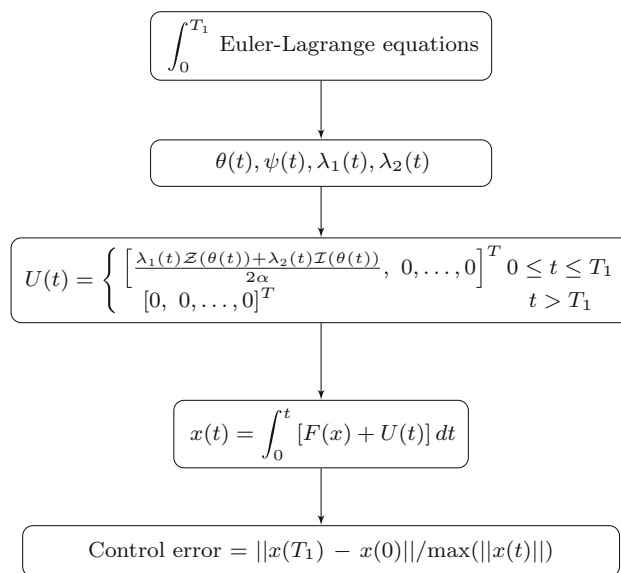 ∫₀^{T₁} Euler-Lagrange equations
θ(t), ψ(t), λ₁(t), λ₂(t)
U(t) = { [ (λ₁(t)𝒵(θ(t))+λ₂(t)ℐ(θ(t))) / 2α , 0, . . . , 0 ]^T 0 ≤ t ≤ T₁
[0, 0, . . . , 0]^T t > T₁
x(t) = ∫₀^t [F(x) + U(t)] dt
Control error = ||x(T₁) − x(0)||/max(||x(t)||)